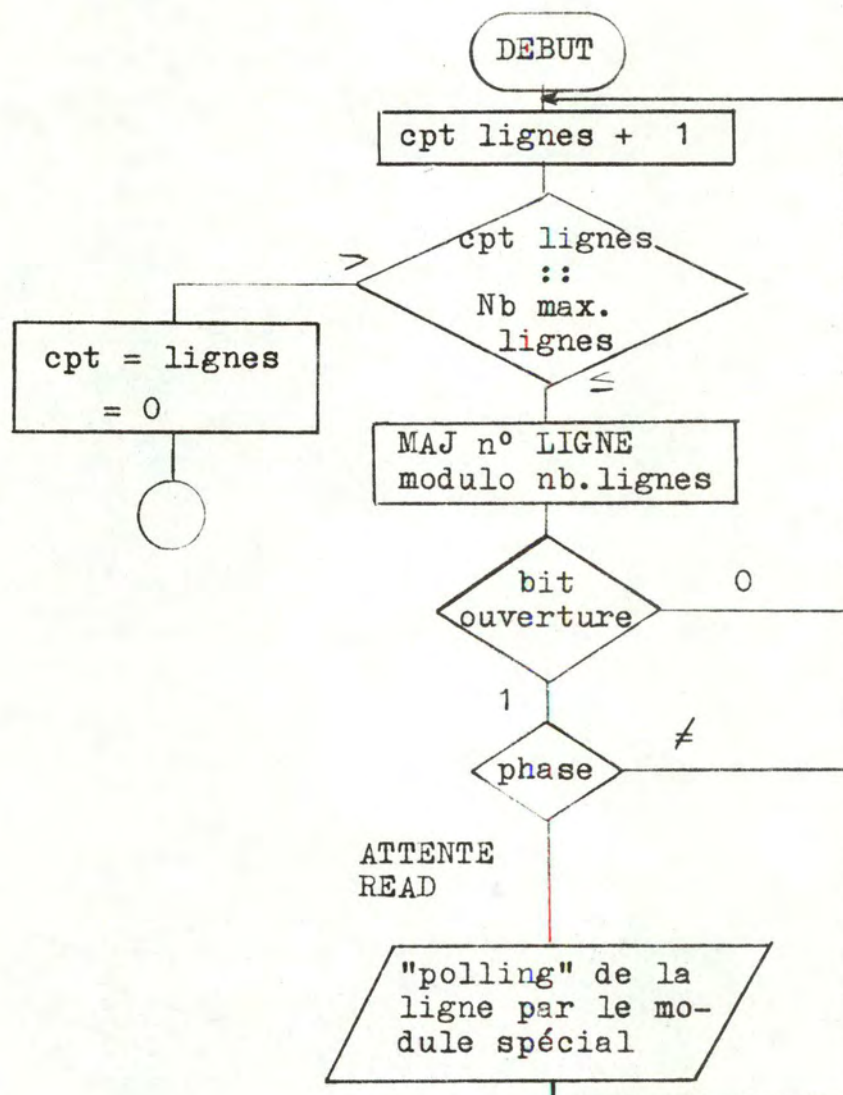 DEBUT
cpt lignes + 1
cpt lignes
::
Nb max.
lignes
>
cpt = lignes
= 0
≤
MAJ nº LIGNE
modulo nb.lignes
bit
ouverture
0
1
phase
≠
ATTENTE
READ
"polling" de la
ligne par le mo-
dule spécial